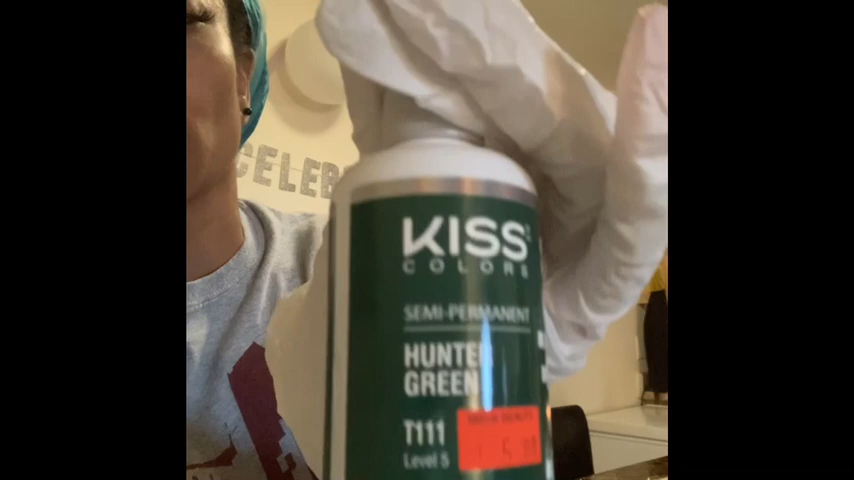 CELEB
KISS
COLORS
SEMI-PERMANENT
HUNTER
GREEN
T111
Level 5